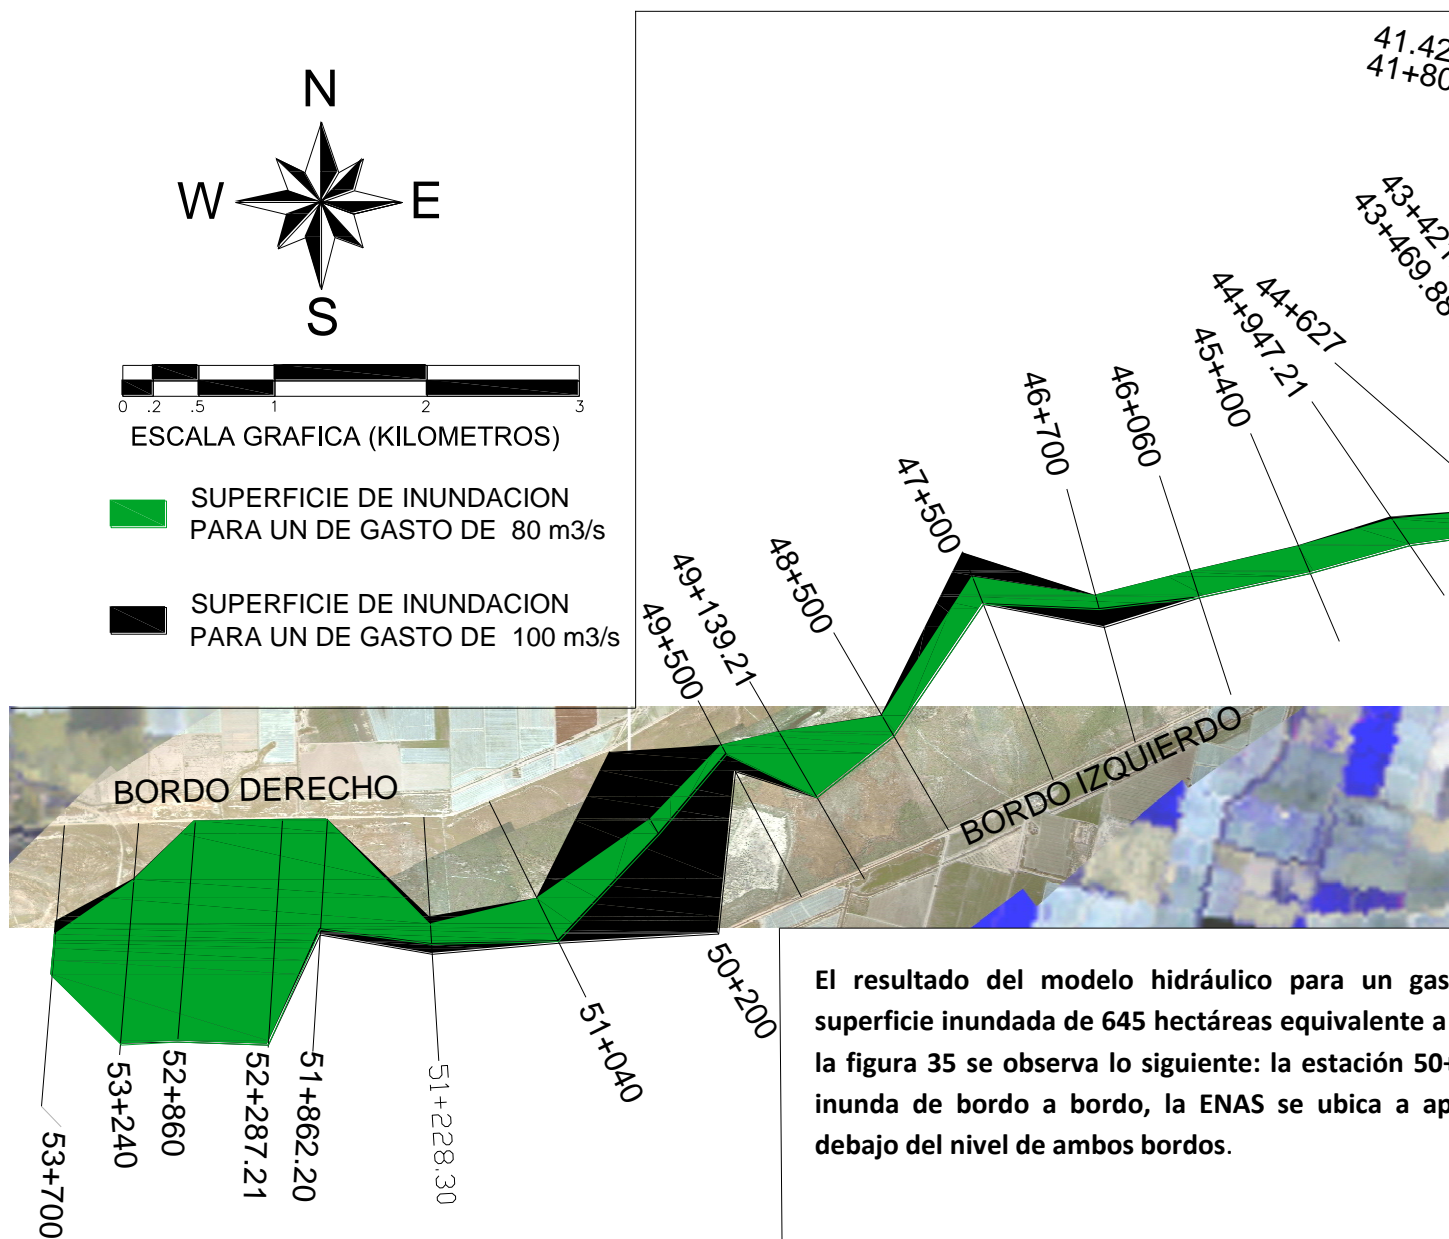 N
W
E
S
0 .2 .5 1 2 3
ESCALA GRAFICA (KILOMETROS)
SUPERFICIE DE INUNDACION
PARA UN DE GASTO DE 80 m3/s
SUPERFICIE DE INUNDACION
PARA UN DE GASTO DE 100 m3/s
41.42
41+80
43+421
43+469.88
44+627
44+947.21
45+400
46+060
46+700
47+500
48+500
49+139.21
49+500
BORDO DERECHO
BORDO IZQUIERDO
50+200
51+040
51+228.30
51+862.20
52+287.21
52+860
53+240
53+700
El resultado del modelo hidráulico para un gas
superficie inundada de 645 hectáreas equivalente a
la figura 35 se observa lo siguiente: la estación 50+
inunda de bordo a bordo, la ENAS se ubica a ap
debajo del nivel de ambos bordos.